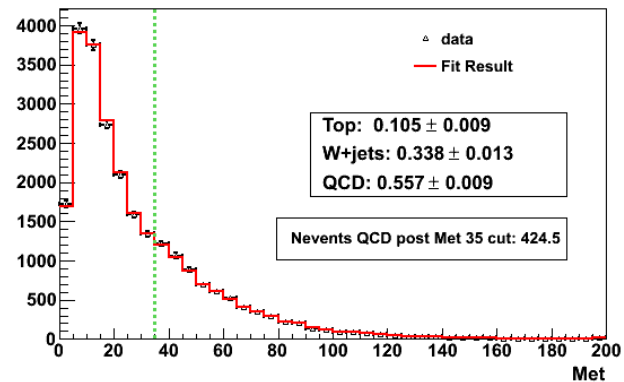 4000
3500
3000
2500
2000
1500
1000
500
0
data
Fit Result
Top: 0.105 ± 0.009
W+jets: 0.338 ± 0.013
QCD: 0.557 ± 0.009
Nevents QCD post Met 35 cut: 424.5
0 20 40 60 80 100 120 140 160 180 200
Met